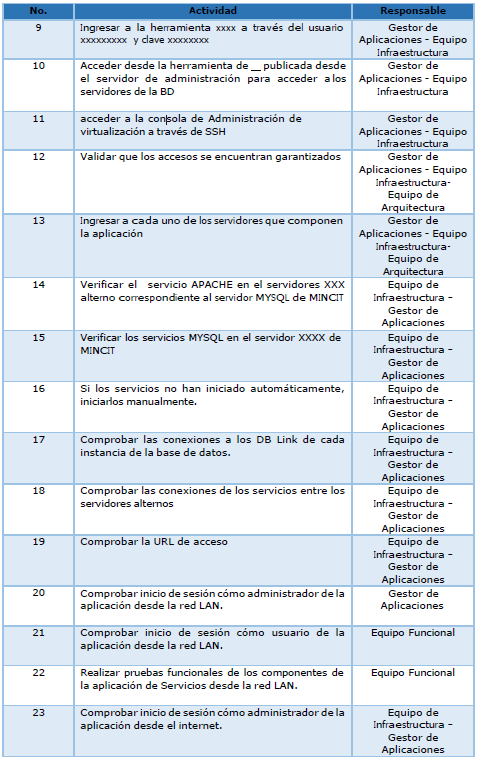 No. Actividad Responsable
9 Ingresar a la herramienta xxxx a través del usuario Gestor de
xxxxxxxxx y clave xxxxxxxx Aplicaciones - Equipo
Infraestructura
10 Acceder desde la herramienta de __ publicada desde Gestor de
el servidor de administración para acceder a los Aplicaciones - Equipo
servidores de la BD Infraestructura
11 acceder a la consola de Administración de Gestor de
virtualización a través de SSH Aplicaciones - Equipo
Infraestructura
12 Validar que los accesos se encuentran garantizados Gestor de
Aplicaciones - Equipo
Infraestructura-
Equipo de
Arquitectura
13 Ingresar a cada uno de los servidores que componen Gestor de
la aplicación Aplicaciones - Equipo
Infraestructura-
Equipo de
Arquitectura
14 Verificar el servicio APACHE en el servidores XXX Equipo de
alterno correspondiente al servidor MYSQL de MINCIT Infraestructura –
Gestor de
Aplicaciones
15 Verificar los servicios MYSQL en el servidor XXXX de Equipo de
MINCIT Infraestructura –
Gestor de
Aplicaciones
16 Si los servicios no han iniciado automáticamente, Equipo de
iniciarlos manualmente. Infraestructura –
Gestor de
Aplicaciones
17 Comprobar las conexiones a los DB Link de cada Equipo de
instancia de la base de datos. Infraestructura –
Gestor de
Aplicaciones
18 Comprobar las conexiones de los servicios entre los Equipo de
servidores alternos Infraestructura –
Gestor de
Aplicaciones
19 Comprobar la URL de acceso Equipo de
Infraestructura –
Gestor de
Aplicaciones
20 Comprobar inicio de sesión cómo administrador de la Gestor de
aplicación desde la red LAN. Aplicaciones
21 Comprobar inicio de sesión cómo usuario de la Equipo Funcional
aplicación desde la red LAN.
22 Realizar pruebas funcionales de los componentes de Equipo Funcional
la aplicación de Servicios desde la red LAN.
23 Comprobar inicio de sesión cómo administrador de la Equipo de
aplicación desde el internet. Infraestructura –
Gestor de
Aplicaciones